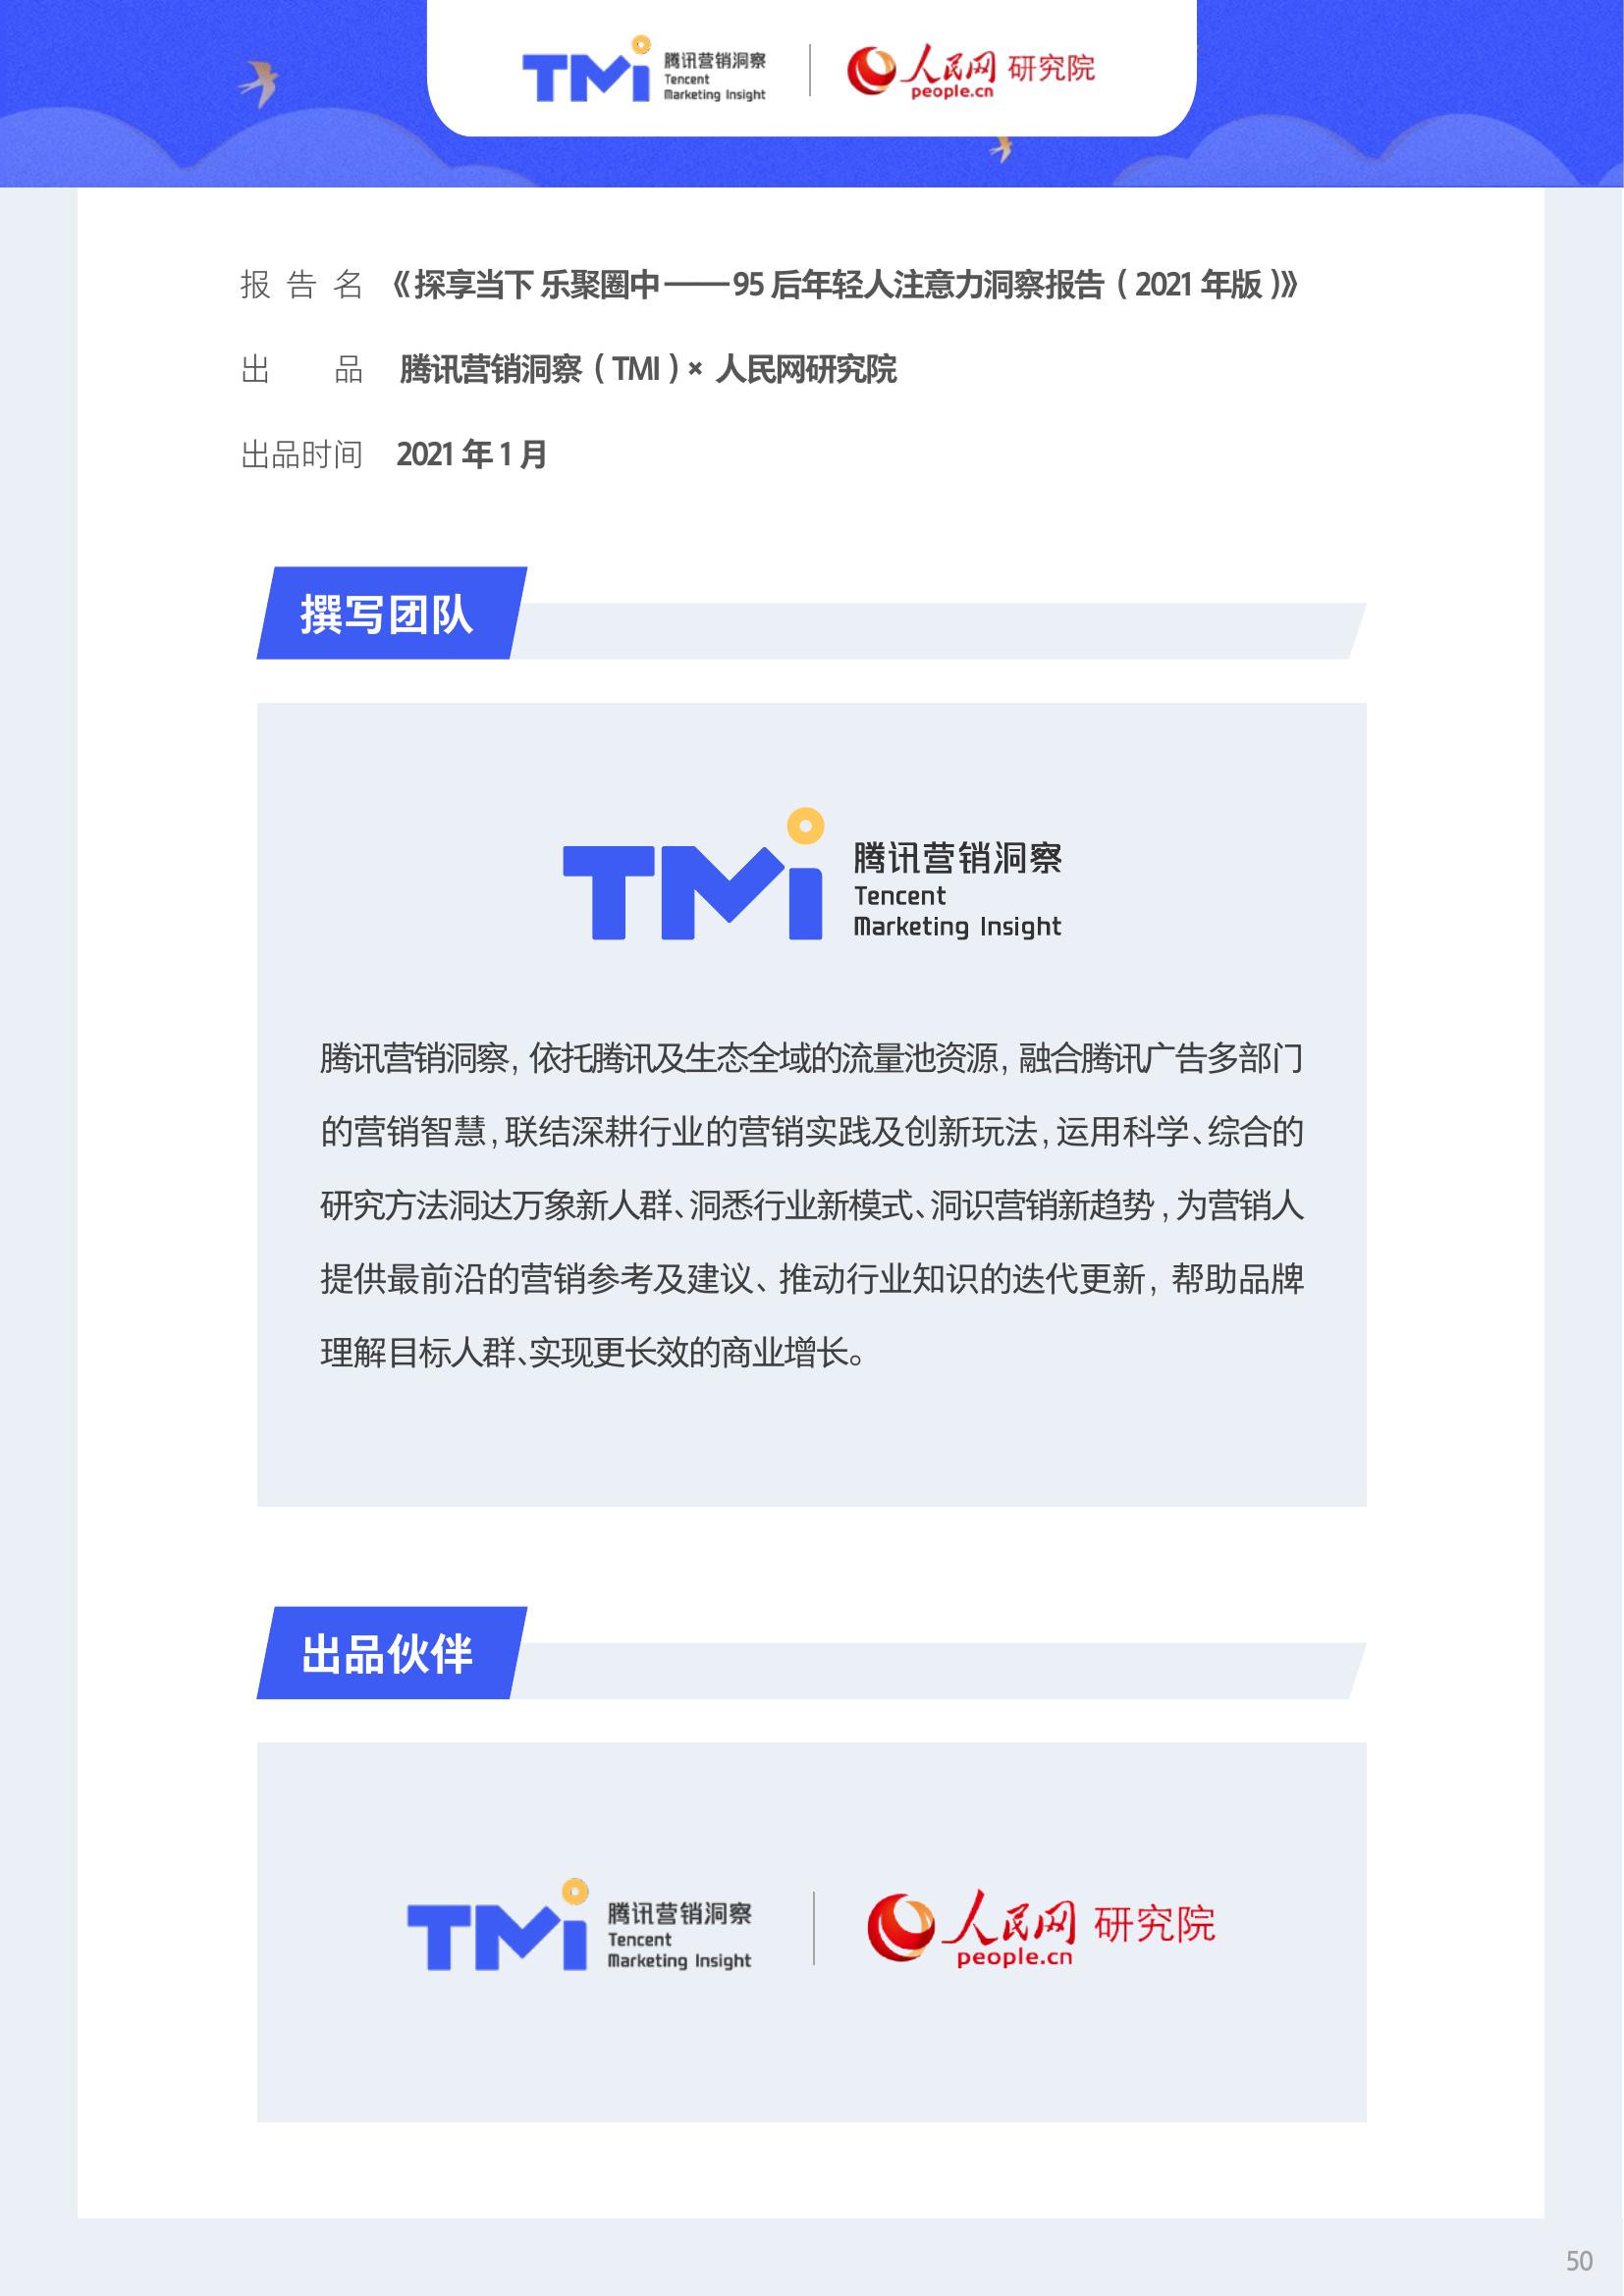 TMI 腾讯营销洞察
Tencent
Marketing Insight
人民网 研究院
people.cn
报告名 《探享当下 乐聚圈中——95 后年轻人注意力洞察报告（2021 年版）》
出品 腾讯营销洞察（TMI）× 人民网研究院
出品时间 2021 年 1 月
撰写团队
TMI 腾讯营销洞察
Tencent
Marketing Insight
腾讯营销洞察，依托腾讯及生态全域的流量池资源，融合腾讯广告多部门
的营销智慧，联结深耕行业的营销实践及创新玩法，运用科学、综合的
研究方法洞达万象新人群、洞悉行业新模式、洞识营销新趋势，为营销人
提供最前沿的营销参考及建议、推动行业知识的迭代更新，帮助品牌
理解目标人群、实现更长效的商业增长。
出品伙伴
TMI 腾讯营销洞察
Tencent
Marketing Insight
人民网 研究院
people.cn
50